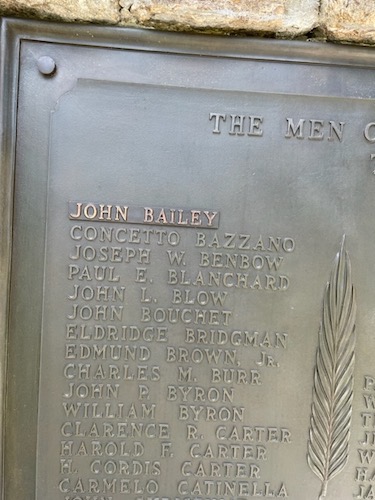 THE MEN
JOHN BAILEY
CONCETTO BAZZANO
JOSEPH W. BENBOW
PAUL E. BLANCHARD
JOHN L. BLOW
JOHN BOUCHET
ELDRIDGE BRIDGMAN
EDMUND BROWN, JR.
CHARLES M. BURR
JOHN P. BYRON
WILLIAM BYRON
CLARENCE R. CARTER
HAROLD F. CARTER
H. CORDIS CARTER
CARMELO CATINELLA